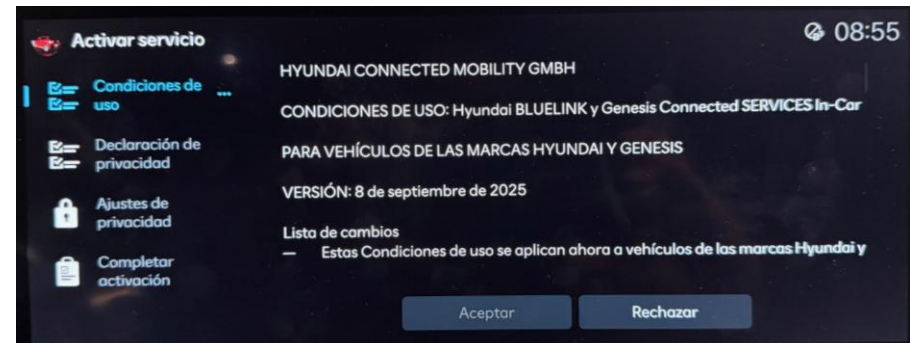 Activar servicio
08:55
Condiciones de uso
...
Declaración de privacidad
Ajustes de privacidad
Completar activación
HYUNDAI CONNECTED MOBILITY GMBH
CONDICIONES DE USO: Hyundai BLUELINK y Genesis Connected SERVICES In-Car
PARA VEHÍCULOS DE LAS MARCAS HYUNDAI Y GENESIS
VERSIÓN: 8 de septiembre de 2025
Lista de cambios
— Estas Condiciones de uso se aplican ahora a vehículos de las marcas Hyundai y
Aceptar
Rechazar